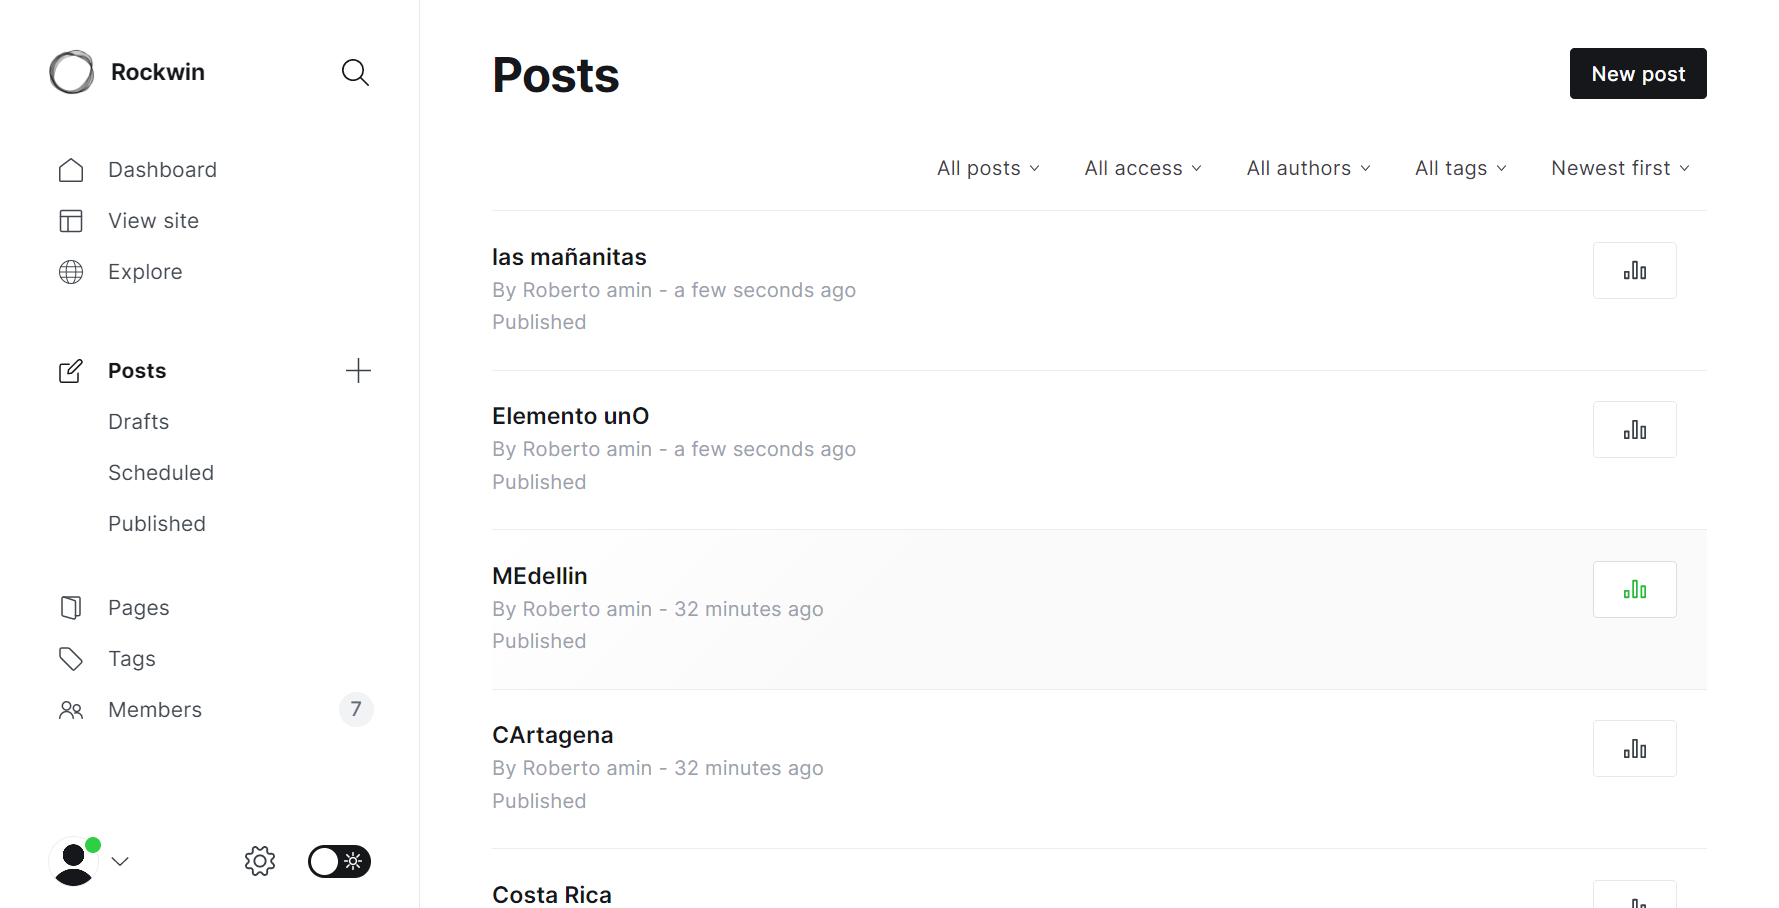 Rockwin
Dashboard
View site
Explore
Posts
Drafts
Scheduled
Published
Pages
Tags
Members 7
Posts
New post
All posts All access All authors All tags Newest first
las mañanitas
By Roberto amin - a few seconds ago
Published
Elemento unO
By Roberto amin - a few seconds ago
Published
MEdellin
By Roberto amin - 32 minutes ago
Published
CArtagena
By Roberto amin - 32 minutes ago
Published
Costa Rica